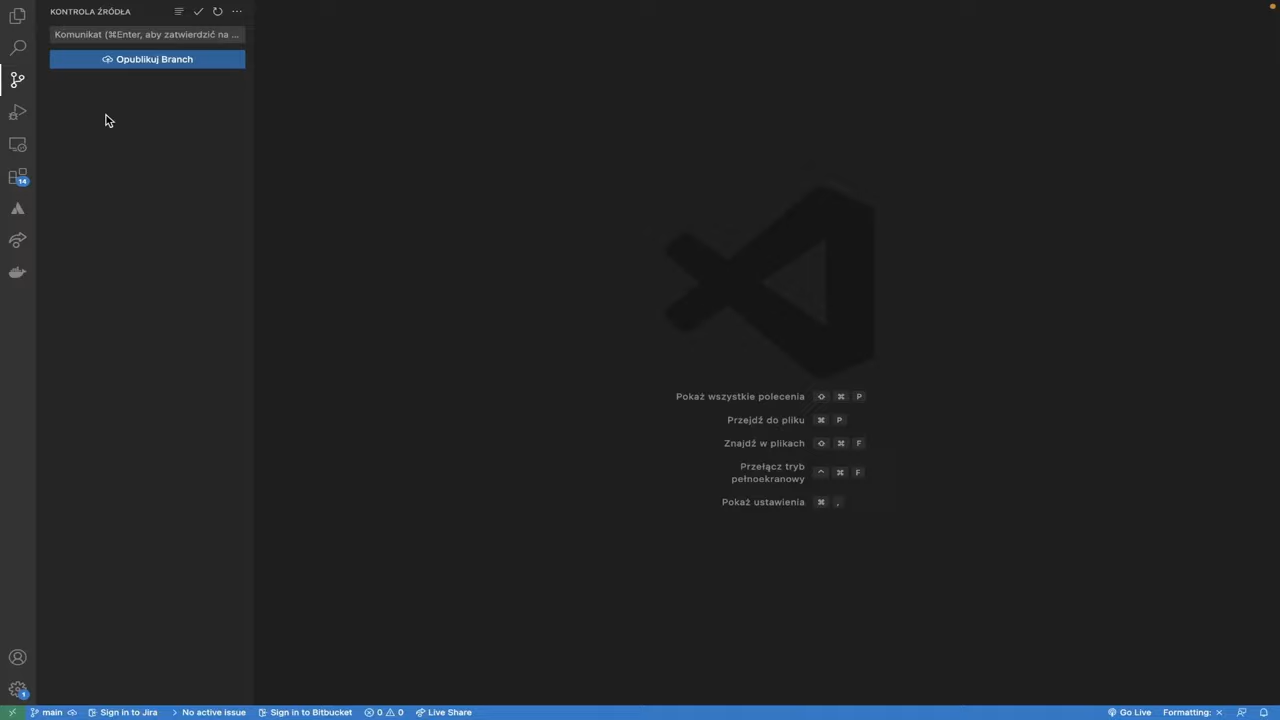 KONTROLA ŹRÓDŁA
Komunikat (⌘Enter, aby zatwierdzić na ...
Opublikuj Branch
14
Pokaż wszystkie polecenia ⇧ ⌘ P
Przejdź do pliku ⌘ P
Znajdź w plikach ⇧ ⌘ F
Przełącz tryb
pełnoekranowy ^ ⌘ F
Pokaż ustawienia ⌘ ,
1
main Sign in to Jira No active issue Sign in to Bitbucket 0 0 Live Share Go Live Formatting: ×